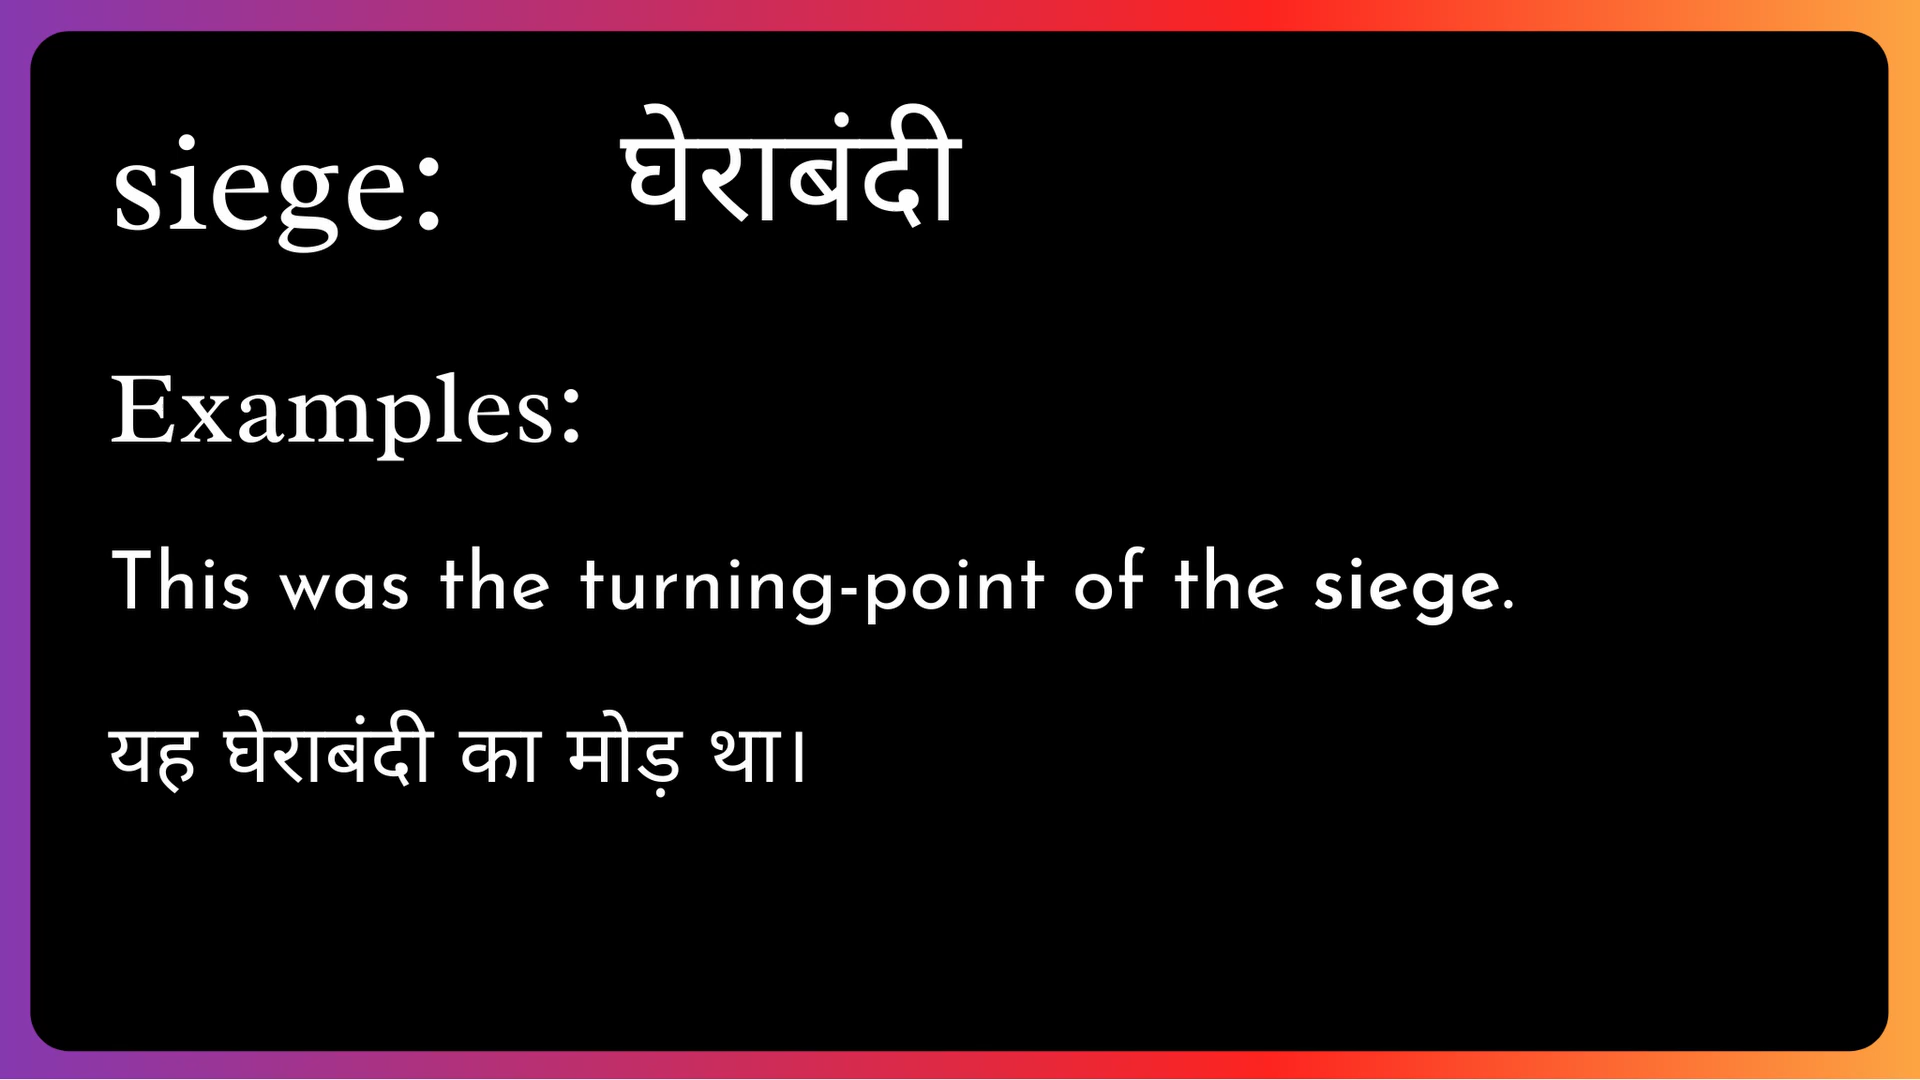 siege: घेराबंदी
Examples:
This was the turning-point of the siege.
यह घेराबंदी का मोड़ था।